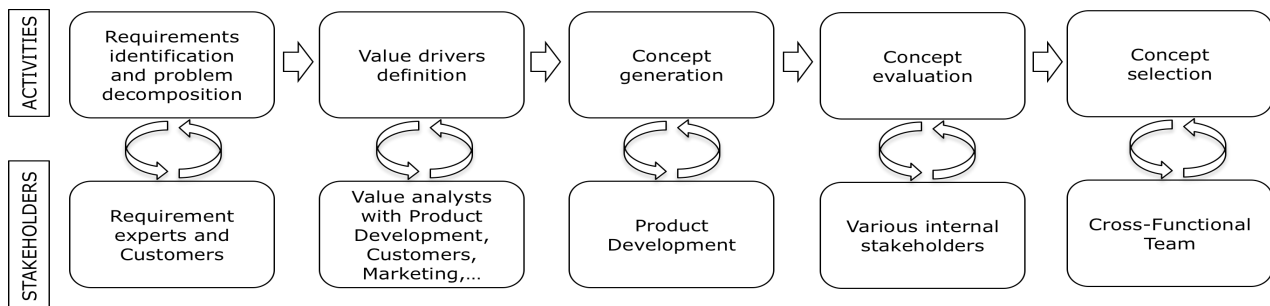 ACTIVITIES
Requirements
identification
and problem
decomposition
Value drivers
definition
Concept
generation
Concept
evaluation
Concept
selection
STAKEHOLDERS
Requirement
experts and
Customers
Value analysts
with Product
Development,
Customers,
Marketing,...
Product
Development
Various internal
stakeholders
Cross-Functional
Team